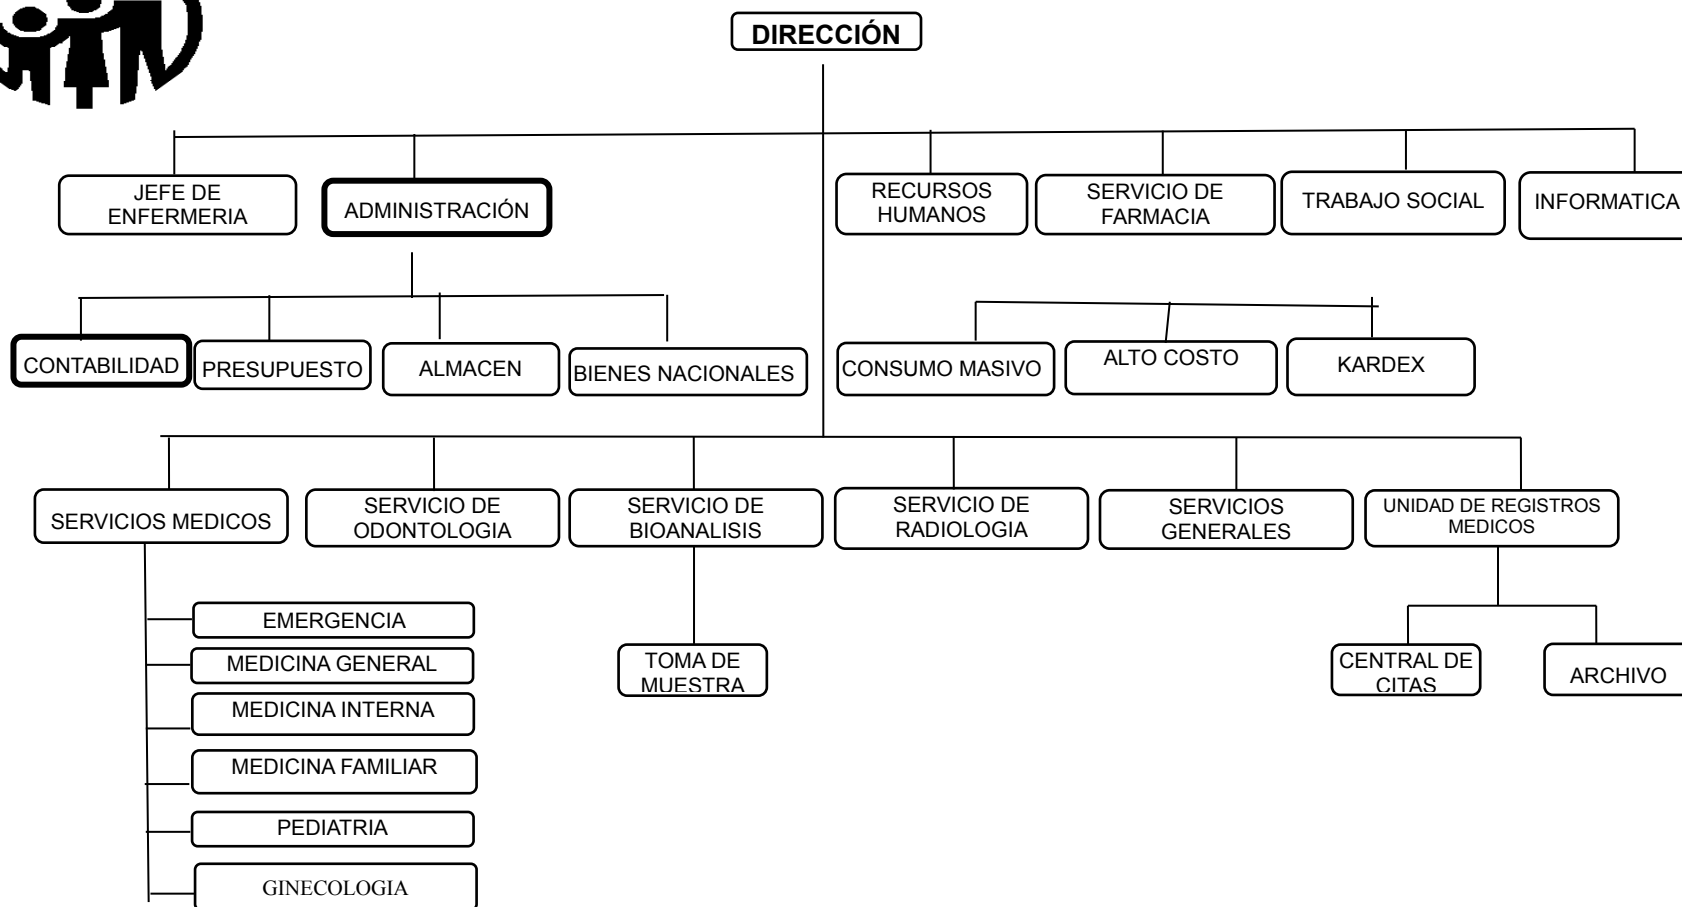 DIRECCIÓN
JEFE DE
ENFERMERIA
ADMINISTRACIÓN
RECURSOS
HUMANOS
SERVICIO DE
FARMACIA
TRABAJO SOCIAL
INFORMATICA
CONTABILIDAD
PRESUPUESTO
ALMACEN
BIENES NACIONALES
CONSUMO MASIVO
ALTO COSTO
KARDEX
SERVICIOS MEDICOS
SERVICIO DE
ODONTOLOGIA
SERVICIO DE
BIOANALISIS
SERVICIO DE
RADIOLOGIA
SERVICIOS
GENERALES
UNIDAD DE REGISTROS
MEDICOS
EMERGENCIA
MEDICINA GENERAL
MEDICINA INTERNA
MEDICINA FAMILIAR
PEDIATRIA
GINECOLOGIA
TOMA DE
MUESTRA
CENTRAL DE
CITAS
ARCHIVO